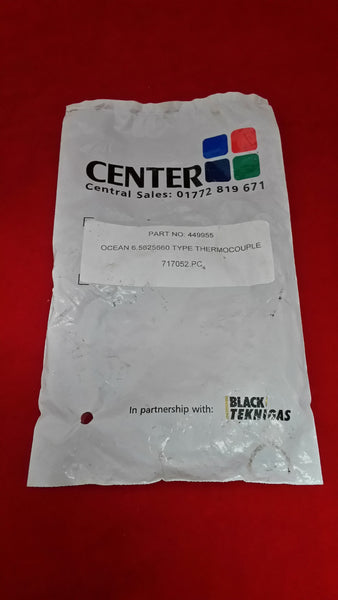 CENTER
Central Sales: 01772 819 671
PART NO: 449955
OCEAN 6.5625560 TYPE THERMOCOUPLE
717052.PC
In partnership with:
BLACK
TEKNIGAS